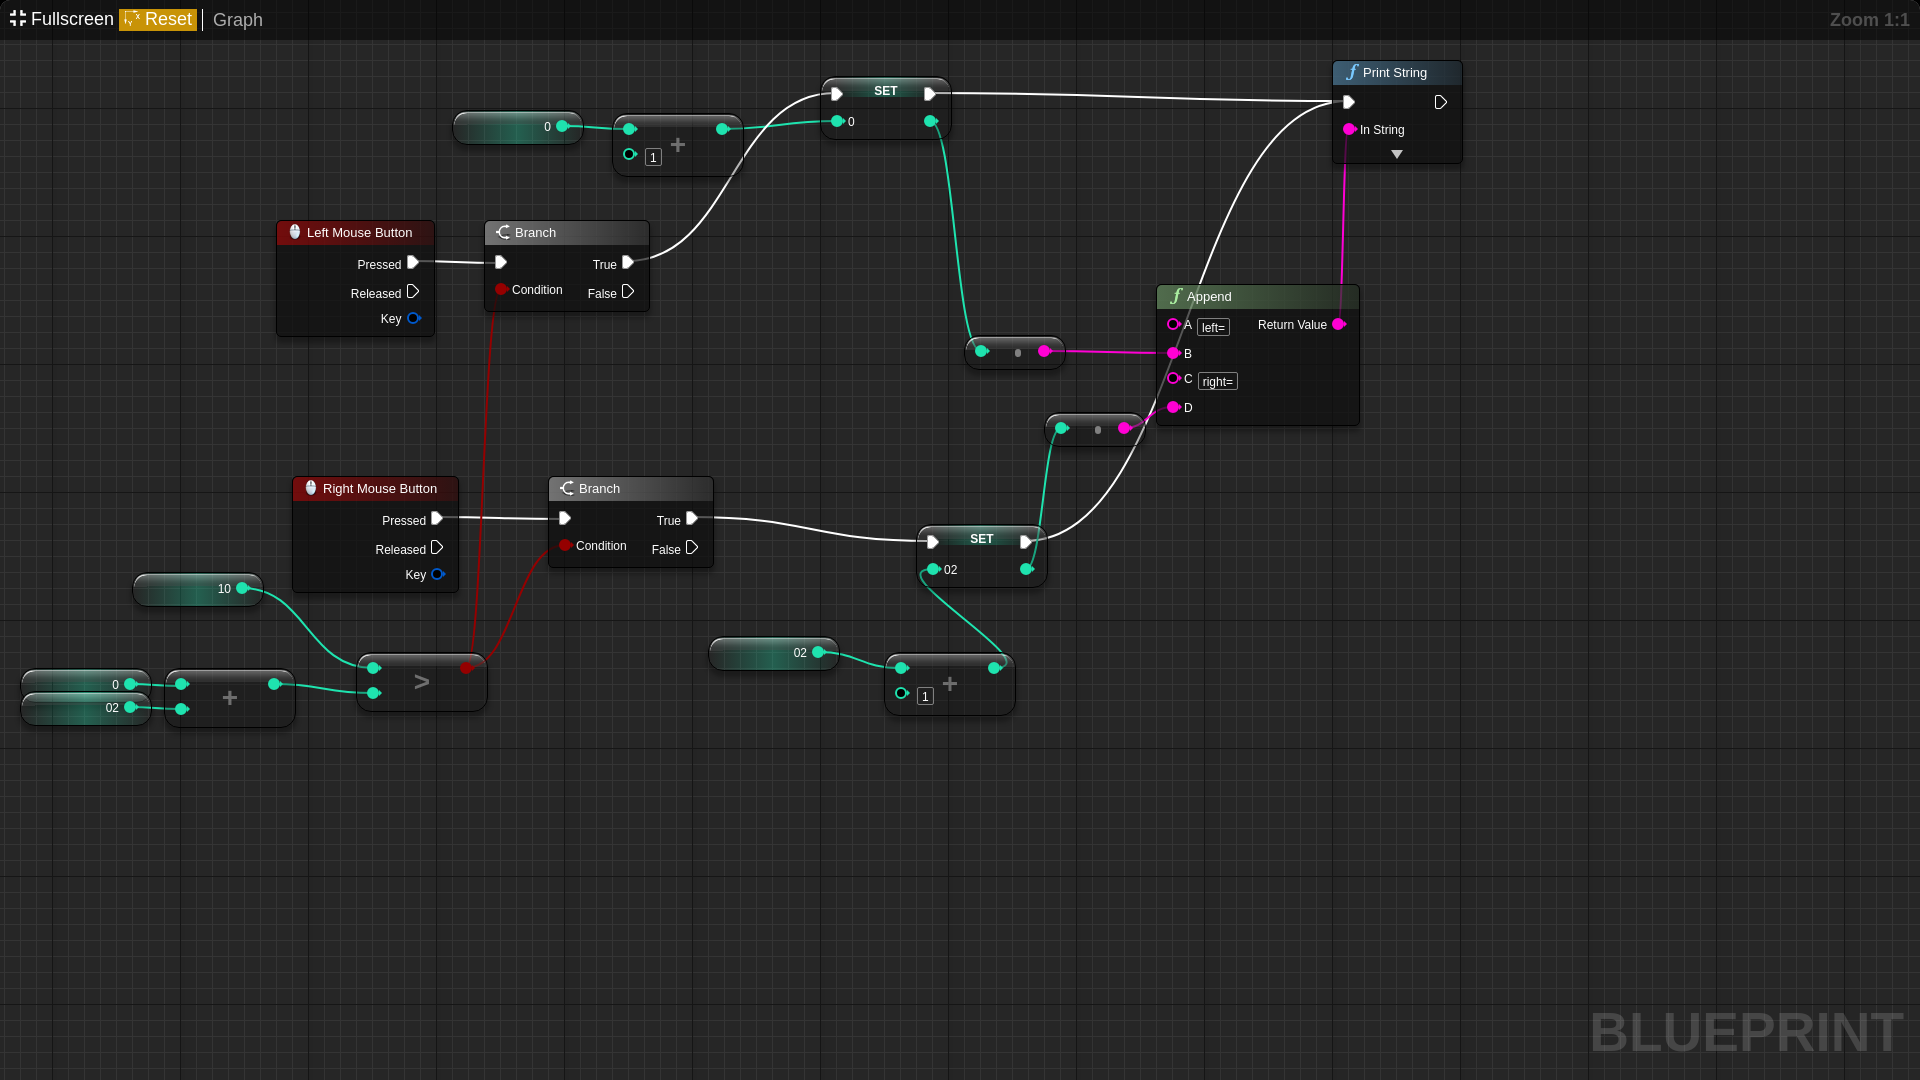 Fullscreen Reset Graph
Zoom 1:1
SET
0
Print String
In String
0
+
1
Left Mouse Button
Pressed
Released
Key
Branch
True
Condition
False
Append
A left= Return Value
B
C right=
D
Right Mouse Button
Pressed
Released
Key
Branch
True
Condition
False
SET
02
10
0
02
+
>
02
+
1
BLUEPRINT